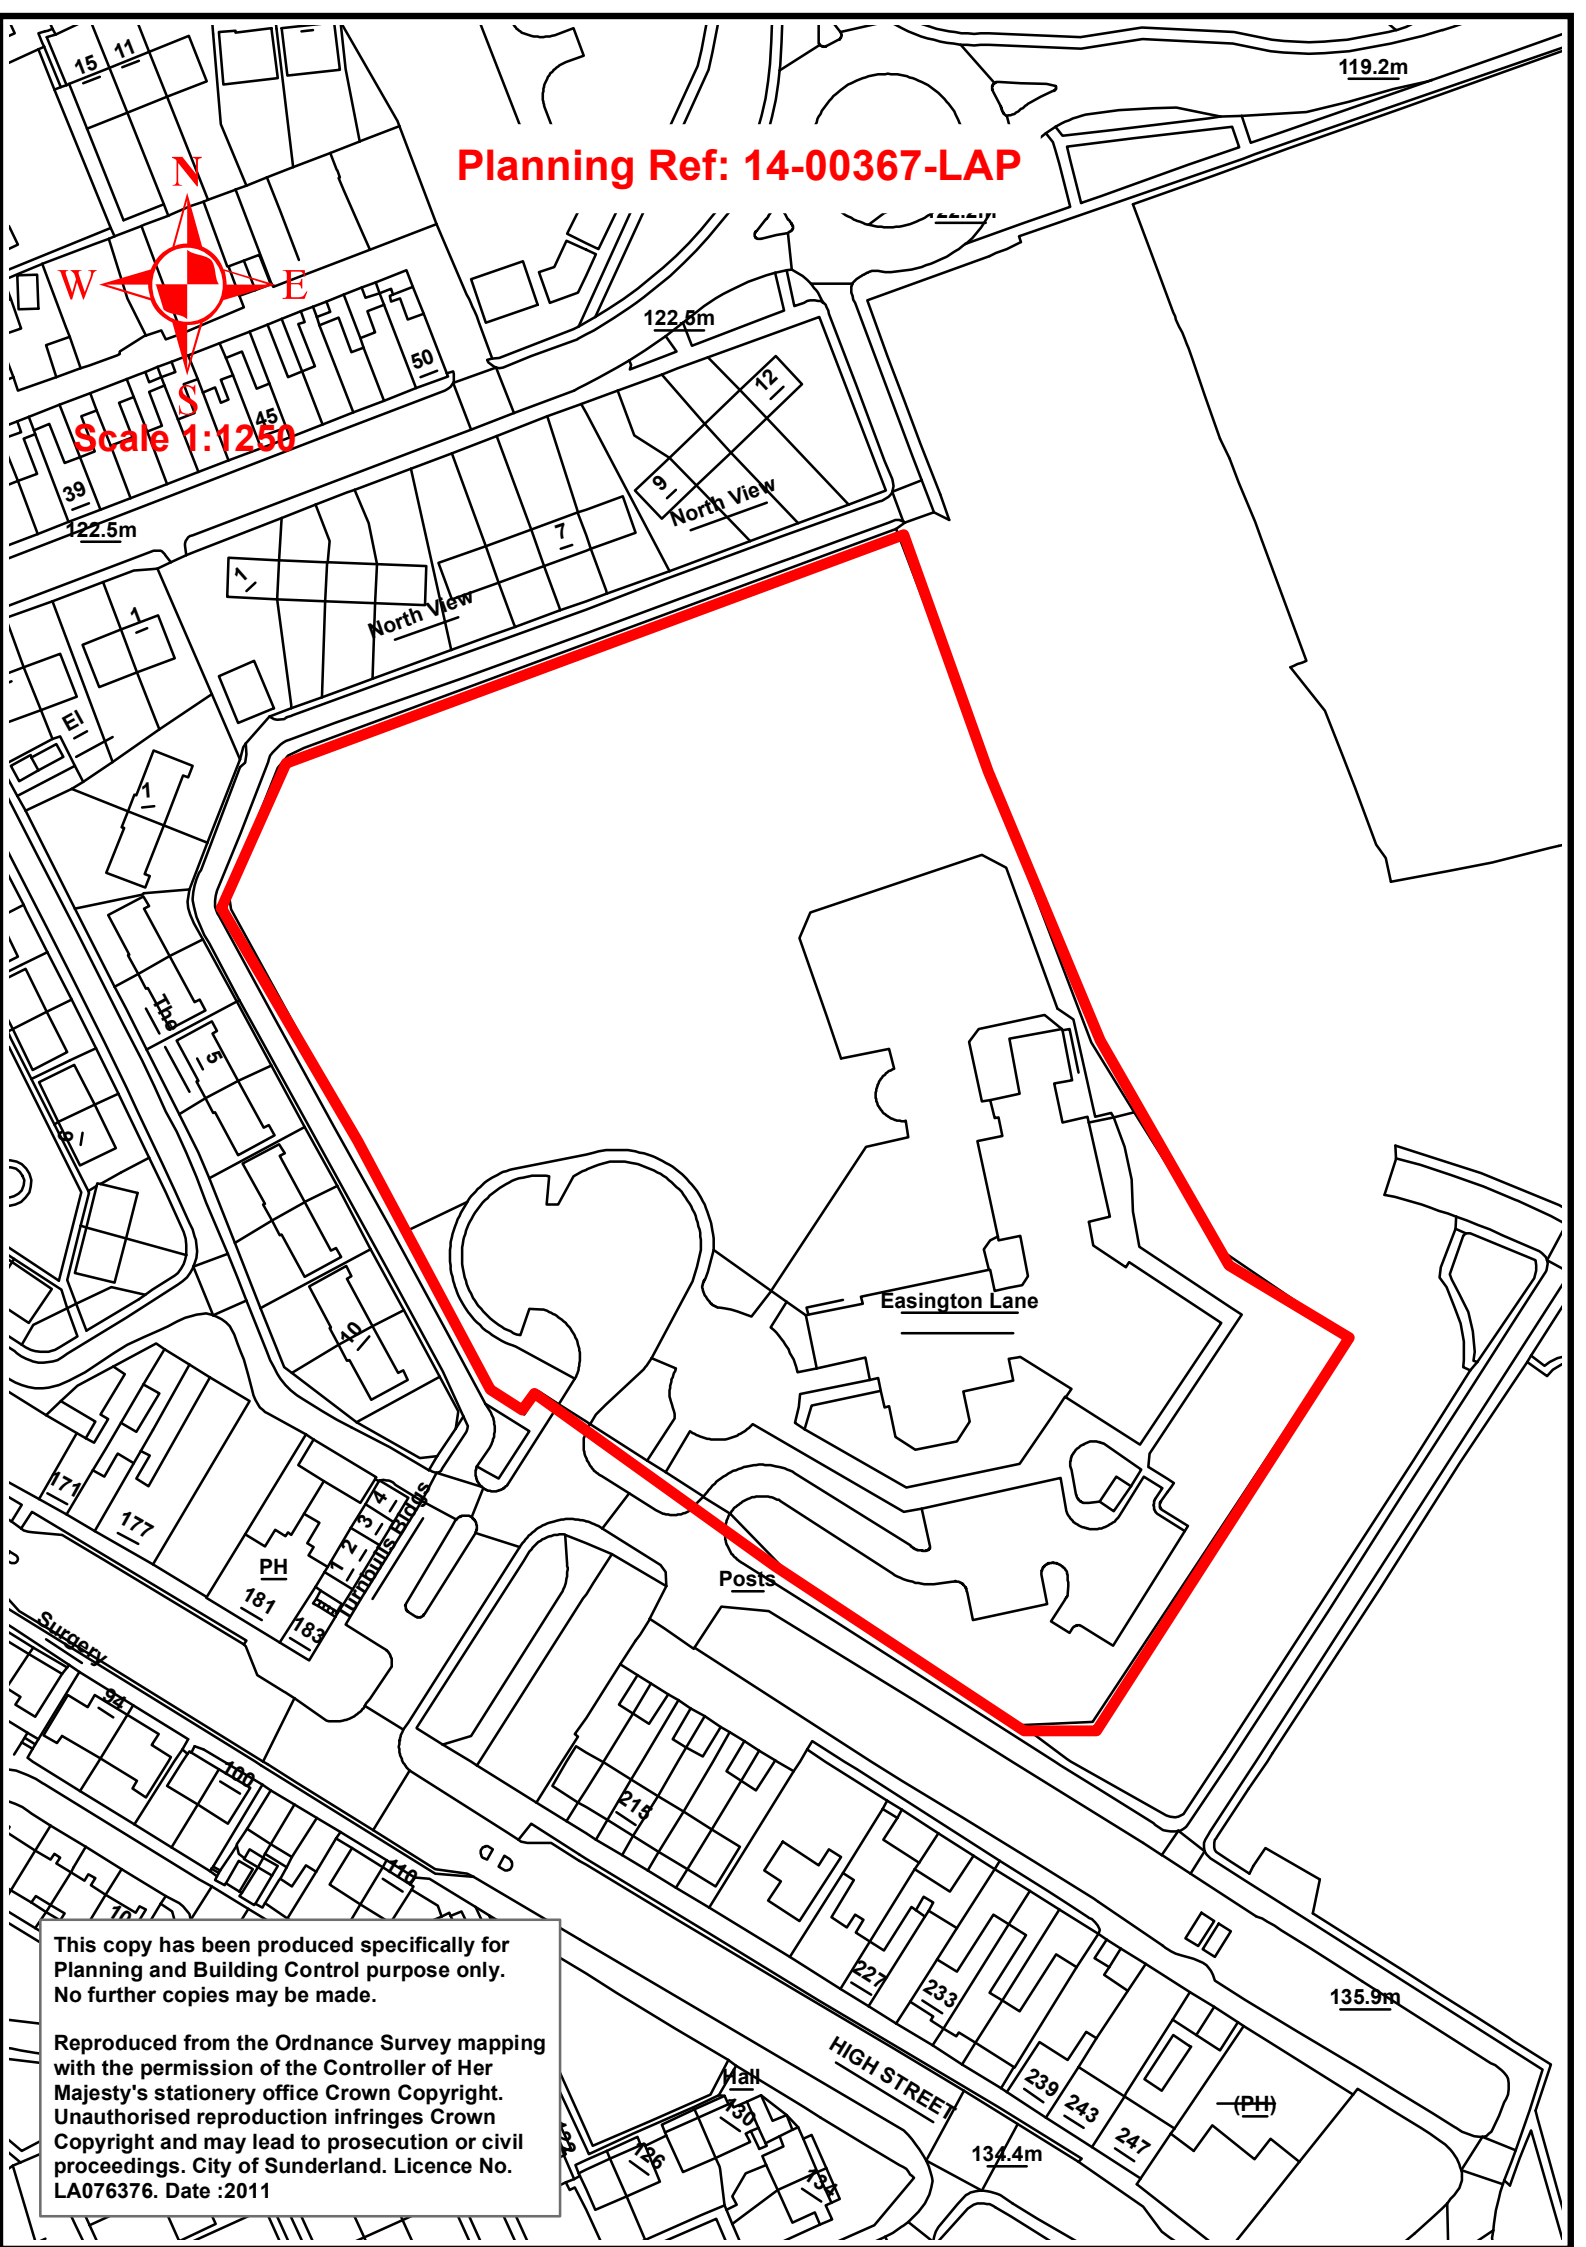 15
11
119.2m
Planning Ref: 14-00367-LAP
N
W
E
S
122.5m
50
45
Scale 1:1250
39
122.5m
12
9
North View
7
1
North View
1
El
1
The
5
9
10
Easington Lane
171
177
PH
181
183
1
2
3
4
Turnbulls Bldgs
Posts
Surgery
94
100
110
215
227
233
239
243
247
(PH)
135.9m
HIGH STREET
134.4m
Hall
130
126
134
This copy has been produced specifically for
Planning and Building Control purpose only.
No further copies may be made.
Reproduced from the Ordnance Survey mapping
with the permission of the Controller of Her
Majesty's stationery office Crown Copyright.
Unauthorised reproduction infringes Crown
Copyright and may lead to prosecution or civil
proceedings. City of Sunderland. Licence No.
LA076376. Date :2011